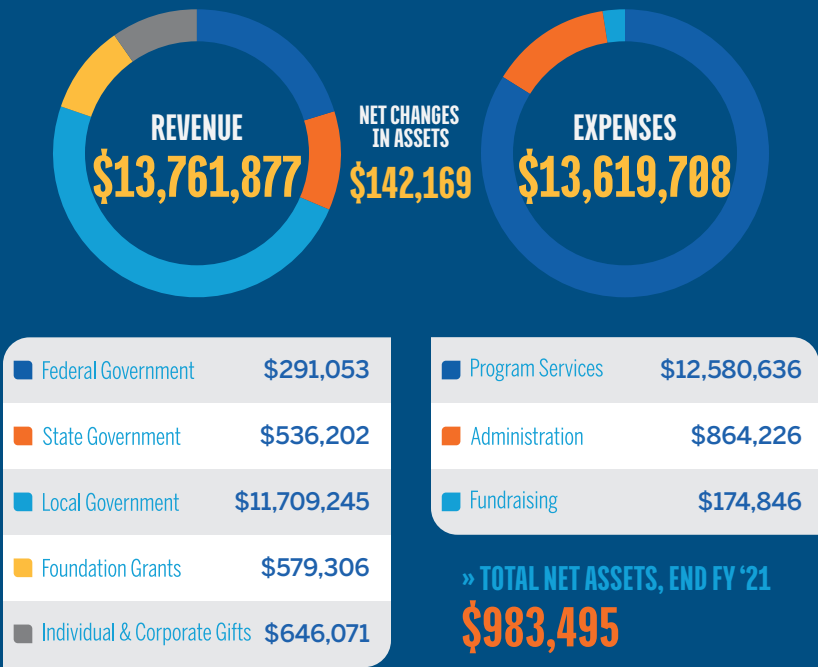 REVENUE
$13,761,877
NET CHANGES
IN ASSETS
$142,169
EXPENSES
$13,619,708
Federal Government $291,053
State Government $536,202
Local Government $11,709,245
Foundation Grants $579,306
Individual & Corporate Gifts $646,071
Program Services $12,580,636
Administration $864,226
Fundraising $174,846
» TOTAL NET ASSETS, END FY ‘21
$983,495